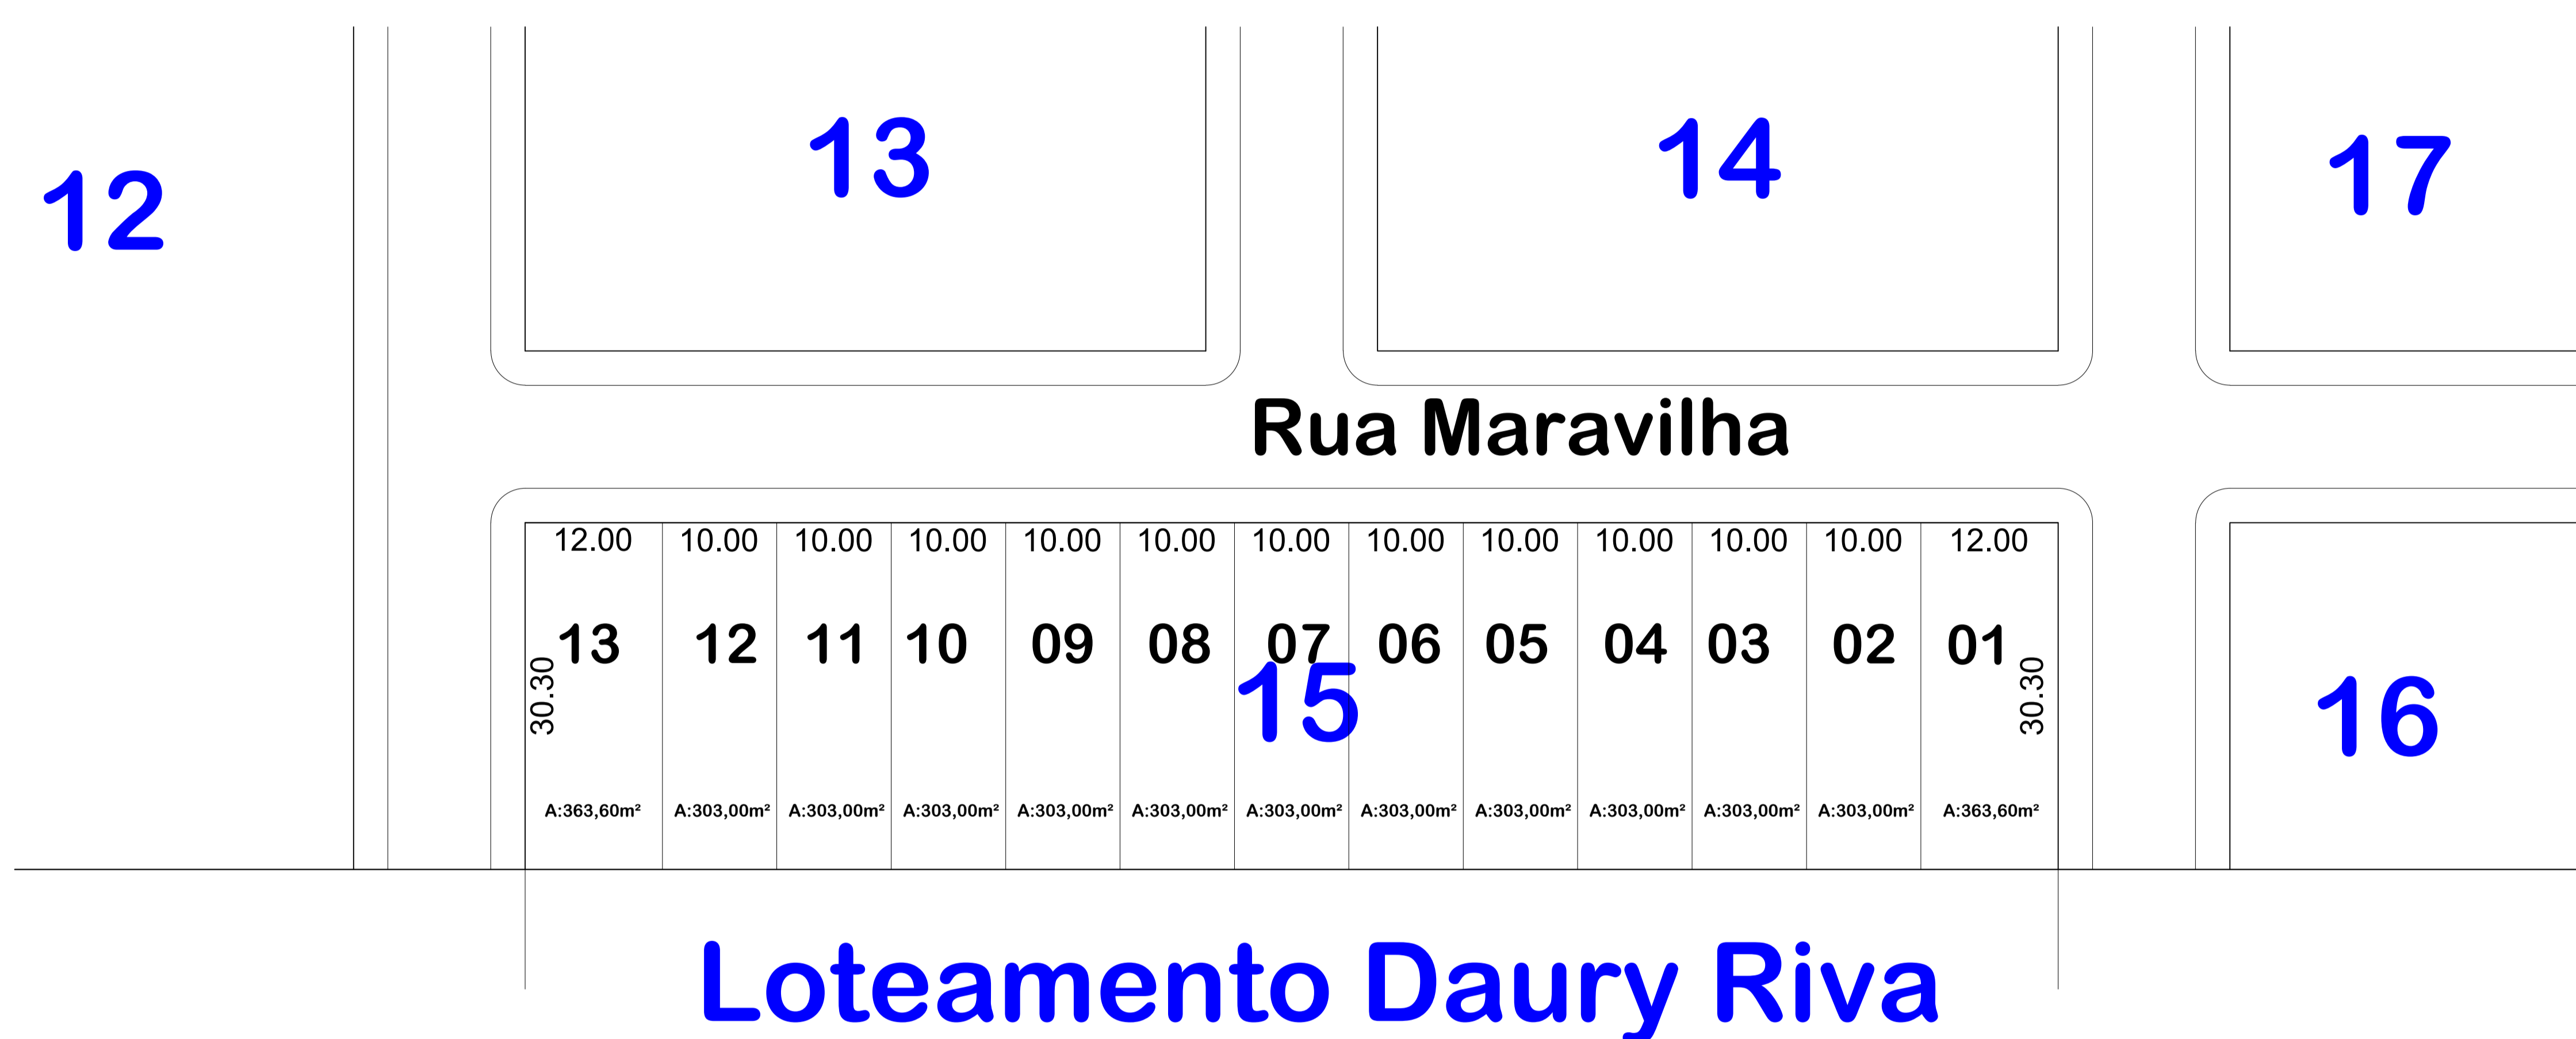 13
14
17
12
Rua Maravilha
12.00 10.00 10.00 10.00 10.00 10.00 10.00 10.00 10.00 10.00 10.00 10.00 12.00
13 12 11 10 09 08 07 06 05 04 03 02 01
30.30 30.30
15
16
A:363,60m² A:303,00m² A:303,00m² A:303,00m² A:303,00m² A:303,00m² A:303,00m² A:303,00m² A:303,00m² A:303,00m² A:303,00m² A:303,00m² A:363,60m²
Loteamento Daury Riva